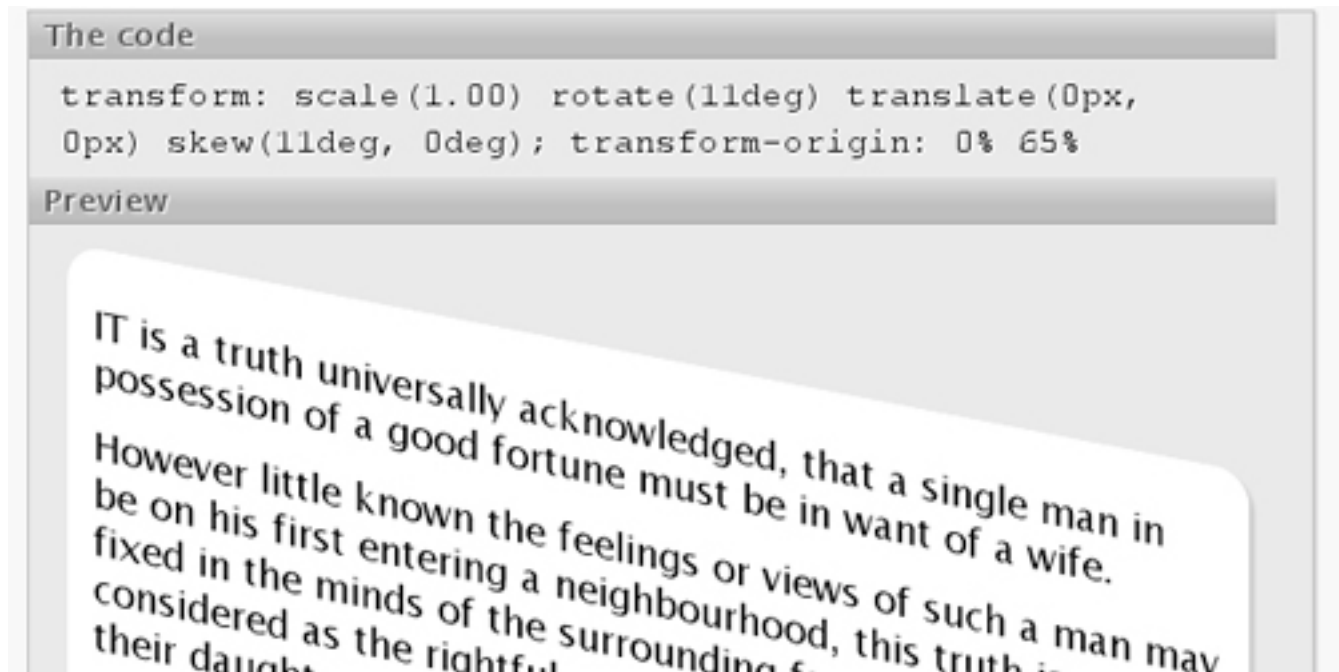 The code
transform: scale(1.00) rotate(11deg) translate(0px,
0px) skew(11deg, 0deg); transform-origin: 0% 65%
Preview
IT is a truth universally acknowledged, that a single man in
possession of a good fortune must be in want of a wife.
However little known the feelings or views of such a man may
be on his first entering a neighbourhood, this truth is
fixed in the minds of the surrounding
considered as the rightful
their